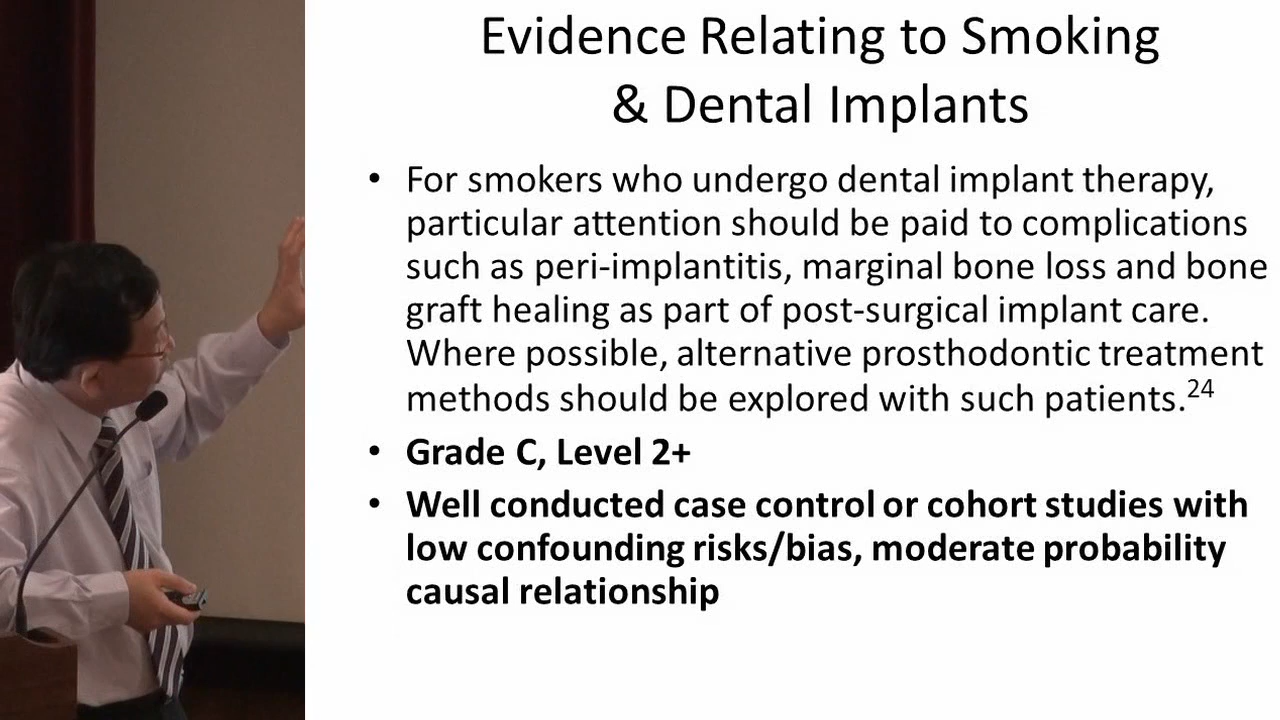 Evidence Relating to Smoking
& Dental Implants
• For smokers who undergo dental implant therapy,
particular attention should be paid to complications
such as peri-implantitis, marginal bone loss and bone
graft healing as part of post-surgical implant care.
Where possible, alternative prosthodontic treatment
methods should be explored with such patients.24
• Grade C, Level 2+
• Well conducted case control or cohort studies with
low confounding risks/bias, moderate probability
causal relationship